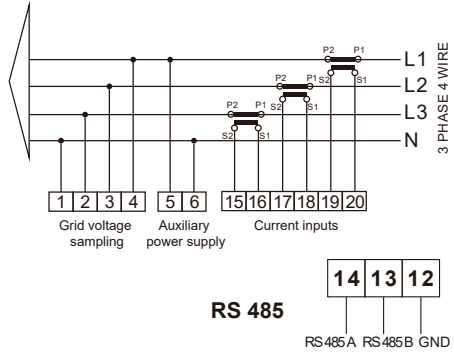 P2 P1
L1
P2 P1 S2 S1
L2
P2 P1 S2 S1
L3
S2 S1
N
3 PHASE 4 WIRE
1 2 3 4 5 6 15 16 17 18 19 20
Grid voltage sampling
Auxiliary power supply
Current inputs
14 13 12
RS 485
RS485A RS485B GND